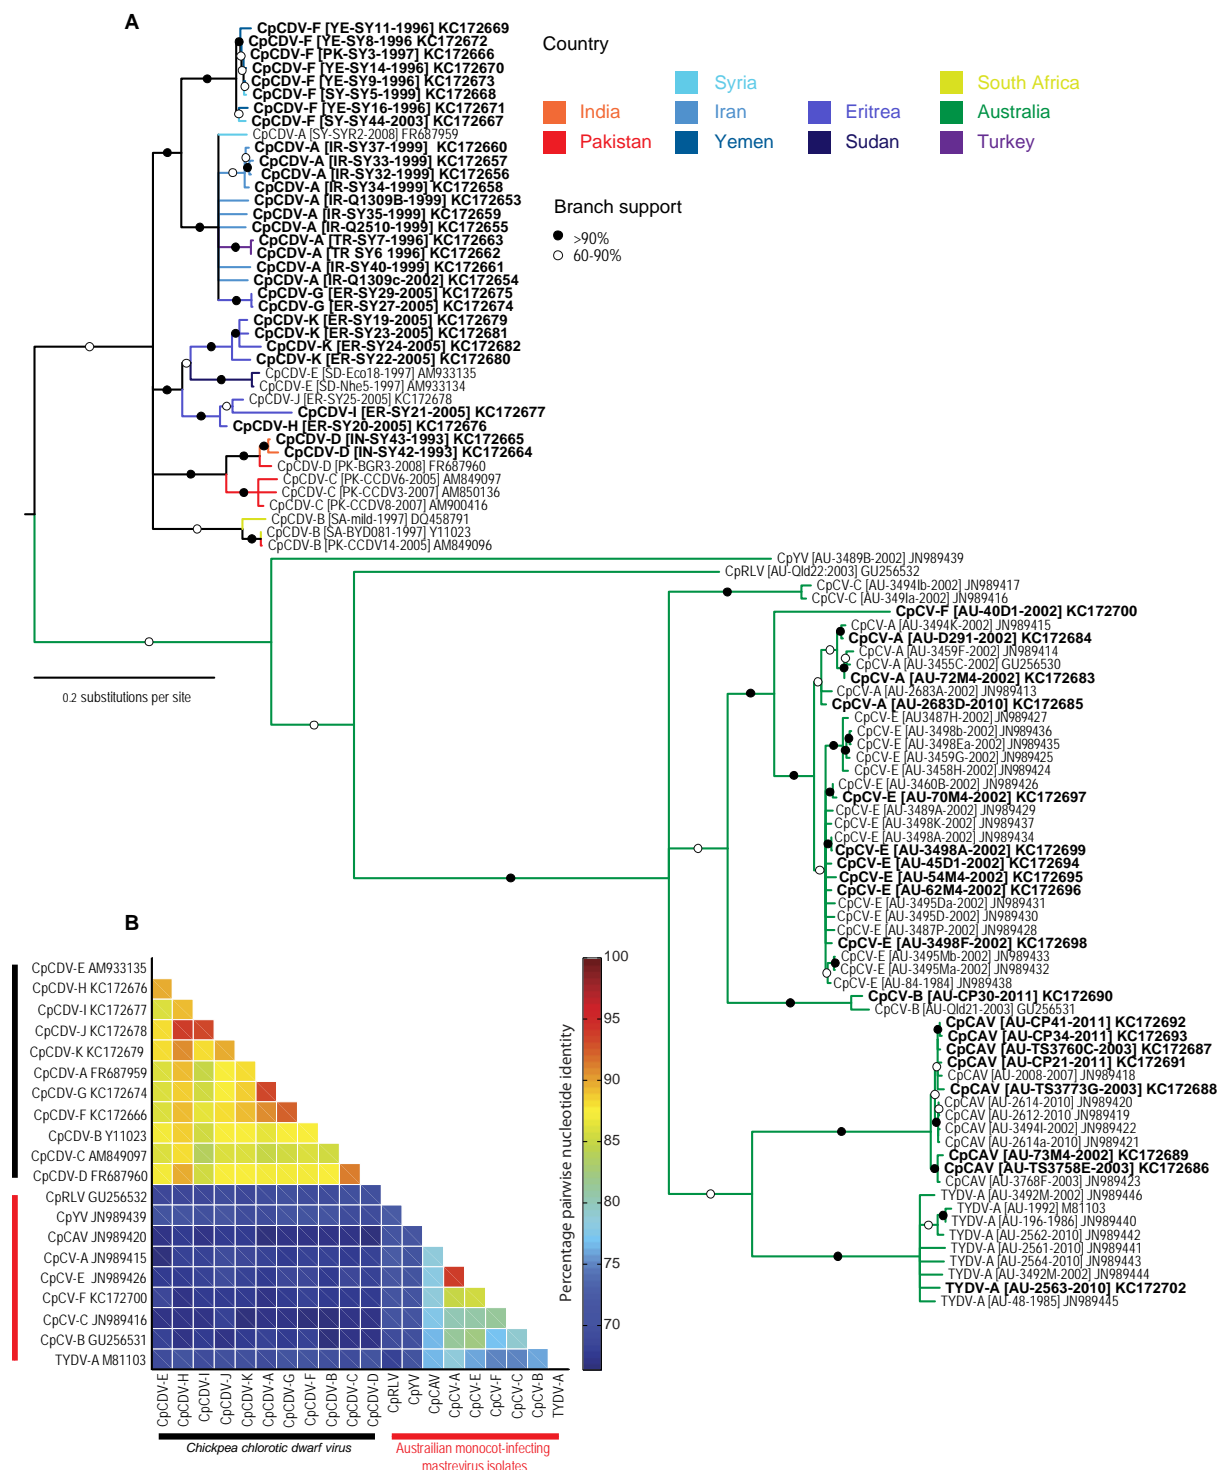 A
CpCDV-F [YE-SY11-1996] KC172669
CpCDV-F [YE-SY8-1996 KC172672
CpCDV-F [PK-SY3-1997] KC172666
CpCDV-F [YE-SY14-1996] KC172670
CpCDV-F [YE-SY9-1996] KC172673
CpCDV-F [SY-SY5-1999] KC172668
CpCDV-F [YE-SY16-1996] KC172671
CpCDV-F [SY-SY44-2003] KC172667
CpCDV-A [SY-SYR2-2008] FR687959
CpCDV-A [IR-SY37-1999] KC172660
CpCDV-A [IR-SY33-1999] KC172657
CpCDV-A [IR-SY32-1999] KC172656
CpCDV-A [IR-SY34-1999] KC172658
CpCDV-A [IR-Q1309B-1999] KC172653
CpCDV-A [IR-SY35-1999] KC172659
CpCDV-A [IR-Q2510-1999] KC172655
CpCDV-A [TR-SY7-1996] KC172663
CpCDV-A [TR SY6 1996] KC172662
CpCDV-A [IR-SY40-1999] KC172661
CpCDV-A [IR-Q1309c-2002] KC172654
CpCDV-G [ER-SY29-2005] KC172675
CpCDV-G [ER-SY27-2005] KC172674
CpCDV-K [ER-SY19-2005] KC172679
CpCDV-K [ER-SY23-2005] KC172681
CpCDV-K [ER-SY24-2005] KC172682
CpCDV-K [ER-SY22-2005] KC172680
CpCDV-E [SD-Eco18-1997] AM933135
CpCDV-E [SD-Nhe5-1997] AM933134
CpCDV-J [ER-SY25-2005] KC172678
CpCDV-I [ER-SY21-2005] KC172677
CpCDV-H [ER-SY20-2005] KC172676
CpCDV-D [IN-SY43-1993] KC172665
CpCDV-D [IN-SY42-1993] KC172664
CpCDV-D [PK-BGR3-2008] FR687960
CpCDV-C [PK-CCDV6-2005] AM849097
CpCDV-C [PK-CCDV3-2007] AM850136
CpCDV-C [PK-CCDV8-2007] AM900416
CpCDV-B [SA-mild-1997] DQ458791
CpCDV-B [SA-BYD081-1997] Y11023
CpCDV-B [PK-CCDV14-2005] AM849096
Country
Syria
South Africa
India
Iran
Eritrea
Australia
Pakistan
Yemen
Sudan
Turkey
Branch support
>90%
60-90%
CpYV [AU-3489B-2002] JN989439
CpRLV [AU-Qld22:2003] GU256532
CpCV-C [AU-3494Ib-2002] JN989417
CpCV-C [AU-349Ia-2002] JN989416
CpCV-F [AU-40D1-2002] KC172700
CpCV-A [AU-3494K-2002] JN989415
CpCV-A [AU-D291-2002] KC172684
CpCV-A [AU-3459F-2002] JN989414
CpCV-A [AU-3455C-2002] GU256530
CpCV-A [AU-72M4-2002] KC172683
CpCV-A [AU-2683A-2002] JN989413
CpCV-A [AU-2683D-2010] KC172685
CpCV-E [AU3487H-2002] JN989427
CpCV-E [AU-3498b-2002] JN989436
CpCV-E [AU-3498Ea-2002] JN989435
CpCV-E [AU-3459G-2002] JN989425
CpCV-E [AU-3458H-2002] JN989424
CpCV-E [AU-3460B-2002] JN989426
CpCV-E [AU-70M4-2002] KC172697
CpCV-E [AU-3489A-2002] JN989429
CpCV-E [AU-3498K-2002] JN989437
CpCV-E [AU-3498A-2002] JN989434
CpCV-E [AU-3498A-2002] KC172699
CpCV-E [AU-45D1-2002] KC172694
CpCV-E [AU-54M4-2002] KC172695
CpCV-E [AU-62M4-2002] KC172696
CpCV-E [AU-3495Da-2002] JN989431
CpCV-E [AU-3495D-2002] JN989430
CpCV-E [AU-3487P-2002] JN989428
CpCV-E [AU-3498F-2002] KC172698
CpCV-E [AU-3495Mb-2002] JN989433
CpCV-E [AU-3495Ma-2002] JN989432
CpCV-E [AU-84-1984] JN989438
CpCV-B [AU-CP30-2011] KC172690
CpCV-B [AU-Qld21-2003] GU256531
CpCAV [AU-CP41-2011] KC172692
CpCAV [AU-CP34-2011] KC172693
CpCAV [AU-TS3760C-2003] KC172687
CpCAV [AU-CP21-2011] KC172691
CpCAV [AU-2008-2007] JN989418
CpCAV [AU-TS3773G-2003] KC172688
CpCAV [AU-2614-2010] JN989420
CpCAV [AU-2612-2010 JN989419
CpCAV [AU-3494I-2002] JN989422
CpCAV [AU-2614a-2010] JN989421
CpCAV [AU-73M4-2002] KC172689
CpCAV [AU-TS3758E-2003] KC172686
CpCAV [AU-3768F-2003] JN989423
TYDV-A [AU-3492M-2002] JN989446
TYDV-A [AU-1992] M81103
TYDV-A [AU-196-1986] JN989440
TYDV-A [AU-2562-2010] JN989442
TYDV-A [AU-2561-2010] JN989441
TYDV-A [AU-2564-2010] JN989443
TYDV-A [AU-3492M-2002] JN989444
TYDV-A [AU-2563-2010] KC172702
TYDV-A [AU-48-1985] JN989445
0.2 substitutions per site
B
CpCDV-E AM933135
CpCDV-H KC172676
CpCDV-I KC172677
CpCDV-J KC172678
CpCDV-K KC172679
CpCDV-A FR687959
CpCDV-G KC172674
CpCDV-F KC172666
CpCDV-B Y11023
CpCDV-C AM849097
CpCDV-D FR687960
CpRLV GU256532
CpYV JN989439
CpCAV JN989420
CpCV-A JN989415
CpCV-E JN989426
CpCV-F KC172700
CpCV-C JN989416
CpCV-B GU256531
TYDV-A M81103
CpCDV-E
CpCDV-H
CpCDV-I
CpCDV-J
CpCDV-K
CpCDV-A
CpCDV-G
CpCDV-F
CpCDV-B
CpCDV-C
CpCDV-D
CpRLV
CpYV
CpCAV
CpCV-A
CpCV-E
CpCV-F
CpCV-C
CpCV-B
TYDV-A
Chickpea chlorotic dwarf virus
Austrailian monocot-infecting
mastrevirus isolates
Percentage pairwise nucleotide identity
100
95
90
85
80
75
70